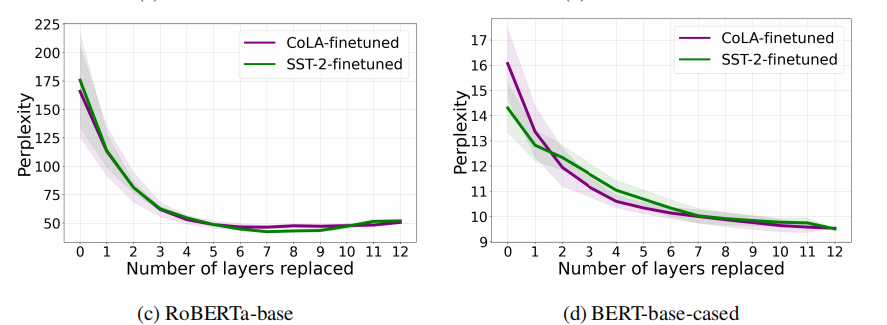 225
200
175
150
125
100
75
50
Perplexity
CoLA-finetuned
SST-2-finetuned
0 1 2 3 4 5 6 7 8 9 10 11 12
Number of layers replaced
(c) RoBERTa-base
16
15
14
13
12
11
10
9
Perplexity
CoLA-finetuned
SST-2-finetuned
0 1 2 3 4 5 6 7 8 9 10 11 12
Number of layers replaced
(d) BERT-base-cased